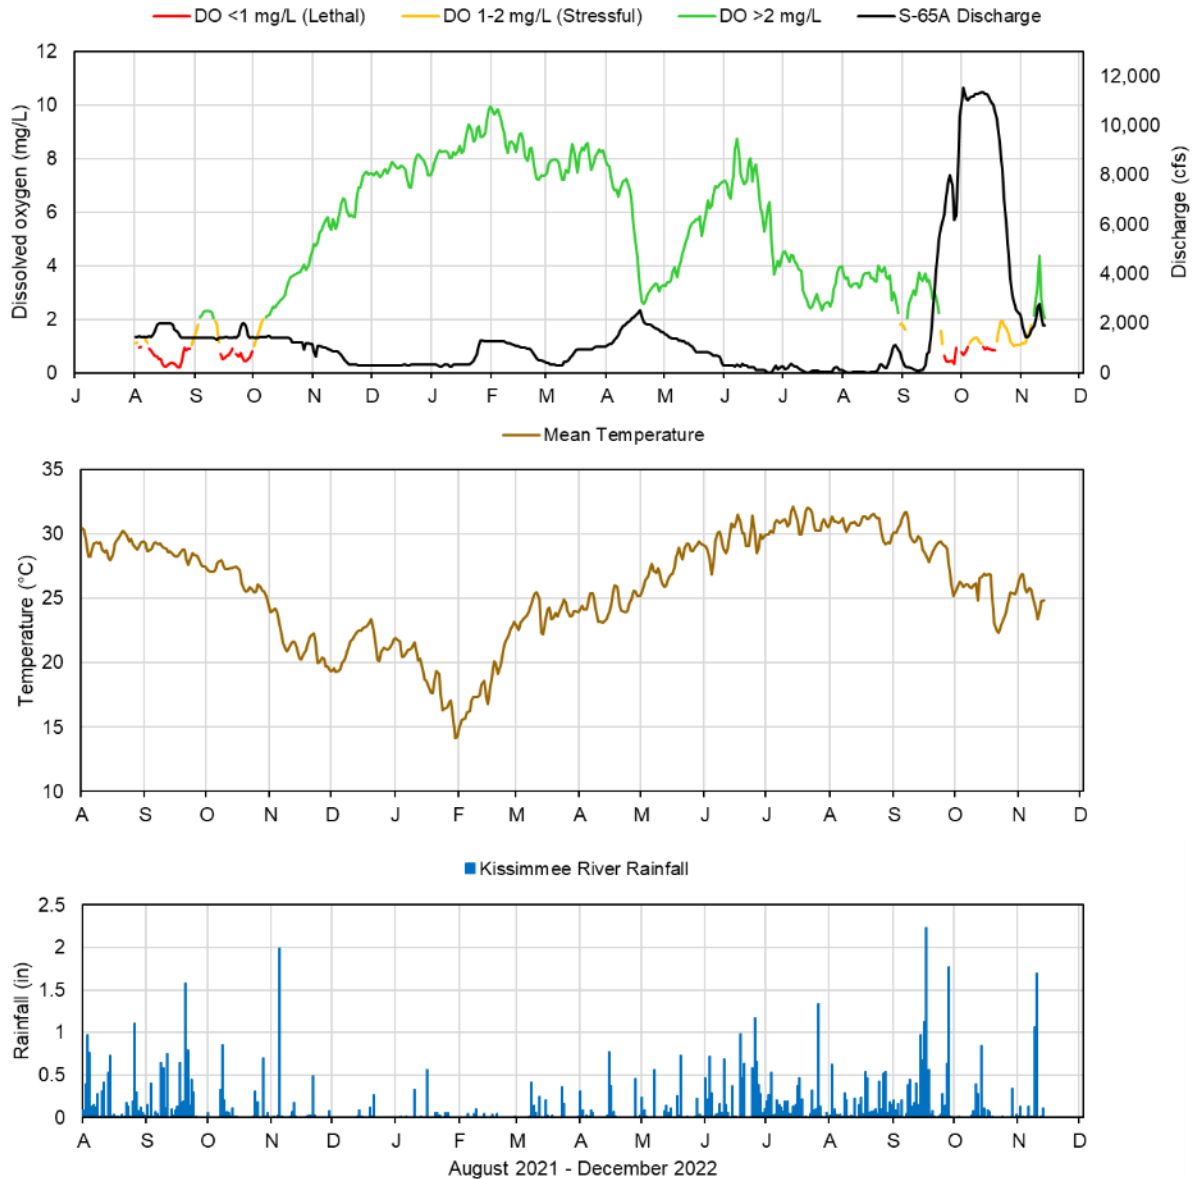 DO <1 mg/L (Lethal) DO 1-2 mg/L (Stressful) DO >2 mg/L S-65A Discharge
12
10
8
6
4
2
0
Dissolved oxygen (mg/L)
12,000
10,000
8,000
6,000
4,000
2,000
0
Discharge (cfs)
J A S O N D J F M A M J J A S O N D
Mean Temperature
35
30
25
20
15
10
Temperature (°C)
A S O N D J F M A M J J A S O N D
Kissimmee River Rainfall
2.5
2
1.5
1
0.5
0
Rainfall (in)
A S O N D J F M A M J J A S O N D
August 2021 - December 2022